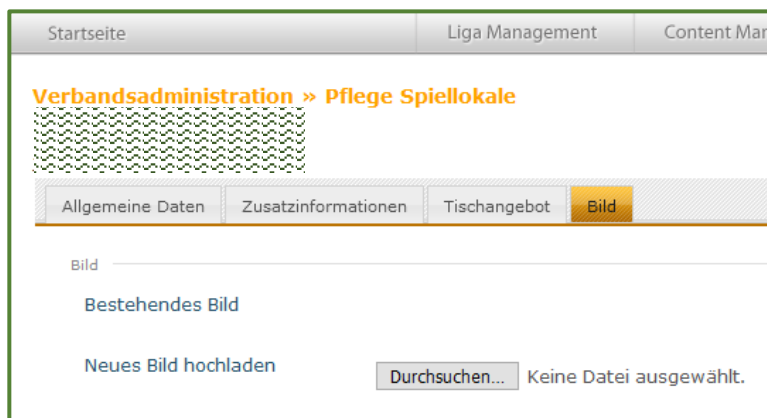 Startseite Liga Management Content Mar
Verbandsadministration » Pflege Spiellokale
Allgemeine Daten Zusatzinformationen Tischangebot Bild
Bild
Bestehendes Bild
Neues Bild hochladen Durchsuchen... Keine Datei ausgewählt.